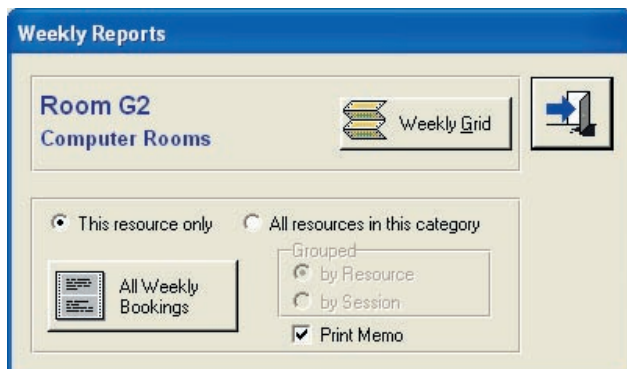 Weekly Reports
Room G2
Computer Rooms
Weekly Grid
This resource only
All resources in this category
Grouped
by Resource
by Session
All Weekly
Bookings
Print Memo